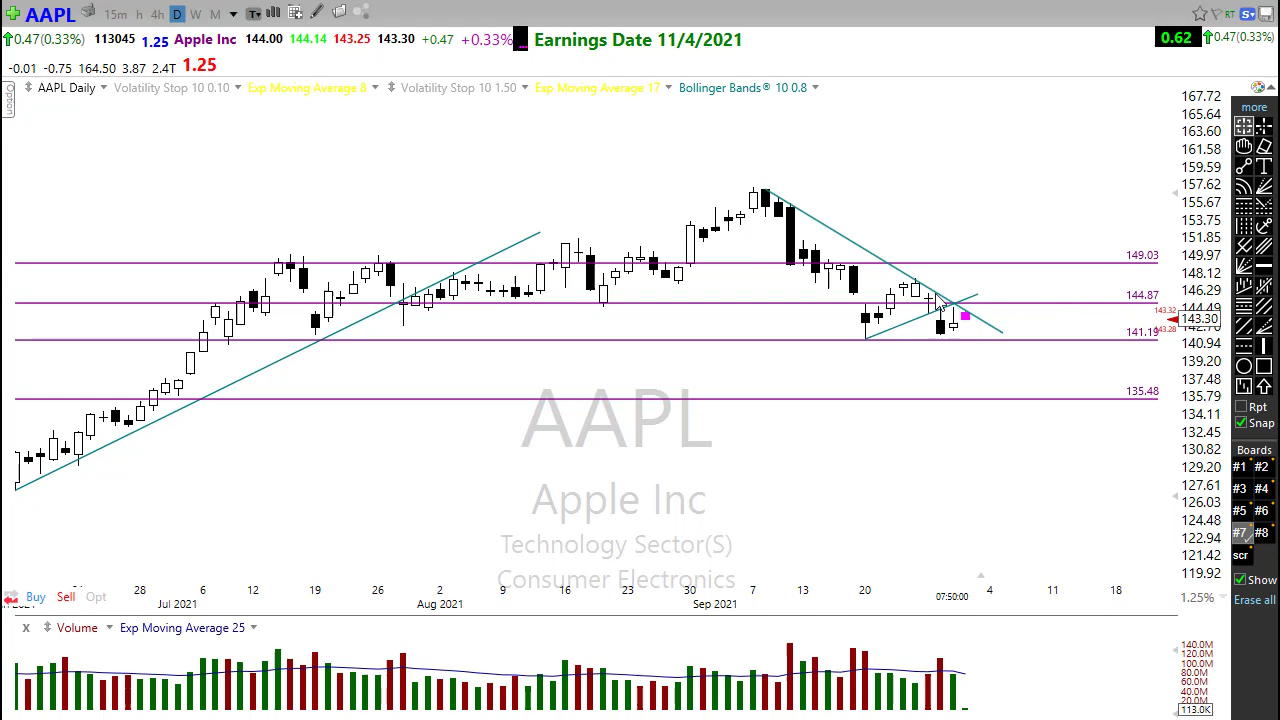 AAPL 15m h 4h D W M T RT S
0.47(0.33%) 113045 1.25 Apple Inc 144.00 144.14 143.25 143.30 +0.47 +0.33% ... Earnings Date 11/4/2021 0.62 0.47(0.33%)
-0.01 -0.75 164.50 3.87 2.4T 1.25
Option
AAPL Daily Volatility Stop 10 0.10 Exp Moving Average 8 Volatility Stop 10 1.50 Exp Moving Average 17 Bollinger Bands® 10 0.8
167.72
165.64
163.60
161.58
159.59
157.62
155.67
153.75
151.85
149.03
149.97
148.12
144.87
146.29
144.49
143.32
143.30
143.28
142.70
141.19
140.94
139.20
137.48
135.48
135.79
134.11
132.45
130.82
129.20
127.61
126.03
124.48
122.94
121.42
119.92
AAPL
Apple Inc
Technology Sector(S)
Consumer Electronics
more
T
Rpt
Snap
Boards
#1 #2
#3 #4
#5 #6
#7 #8
scr
Show
Erase all
Buy Sell Opt
28 6 12 19 26 2 9 16 23 30 7 13 20 07:50:00 4 11 18
Jul 2021 Aug 2021 Sep 2021
1.25%
X Volume Exp Moving Average 25
140.0M
120.0M
100.0M
80.0M
60.0M
40.0M
20.0M
113.0K